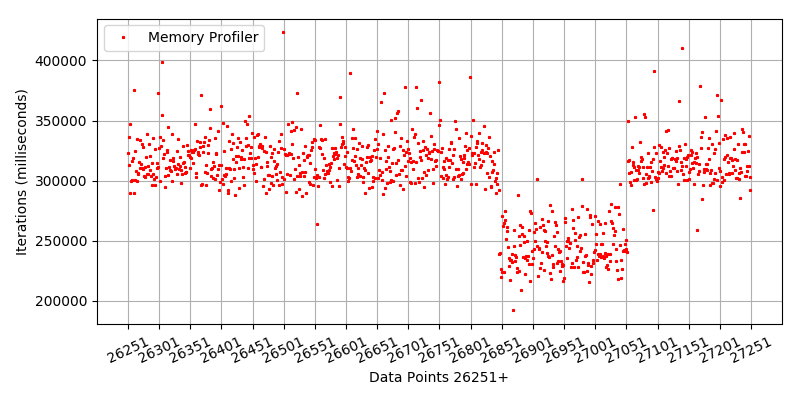 Memory Profiler
400000
350000
300000
250000
200000
Iterations (milliseconds)
26251 26301 26351 26401 26451 26501 26551 26601 26651 26701 26751 26801 26851 26901 26951 27001 27051 27101 27151 27201 27251
Data Points 26251+